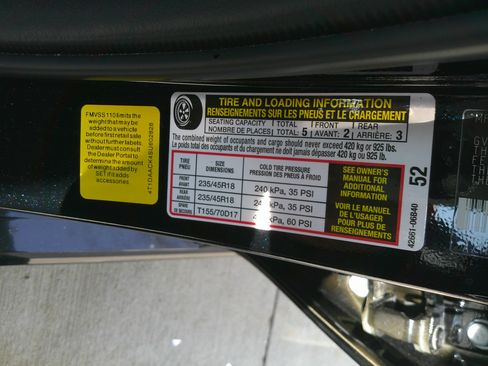 FMVSS 110 limits the
weight that may be
added to a vehicle
before first retail sale
without further labels.
Dealer must consult
the Dealer Portal to
determine the amount
of weight added by
SET if it adds
accessories.
TIRE AND LOADING INFORMATION
RENSEIGNEMENTS SUR LES PNEUS ET LE CHARGEMENT
SEATING CAPACITY TOTAL FRONT REAR
NOMBRE DE PLACES: TOTAL 5 AVANT: 2 ARRIÈRE: 3
The combined weight of occupants and cargo should never exceed 420 kg or 925 lbs.
Le poids total des occupants et du chargement ne doit jamais dépasser 420 kg ou 925 lb.
TIRE SIZE COLD TIRE PRESSURE
PNEU DIMENSIONS PRESSION DES PNEUS À FROID
FRONT
AVANT 235/45R18 240 kPa, 35 PSI
REAR
ARRIÈRE 235/45R18 kPa, 35 PSI
SPARE
DE SECOURS T155/70D17 kPa, 60 PSI
SEE OWNER'S
MANUAL FOR
ADDITIONAL
INFORMATION
VOIR LE MANUEL
DE L'USAGER
POUR PLUS DE
RENSEIGNEMENTS
52
42661-06B40